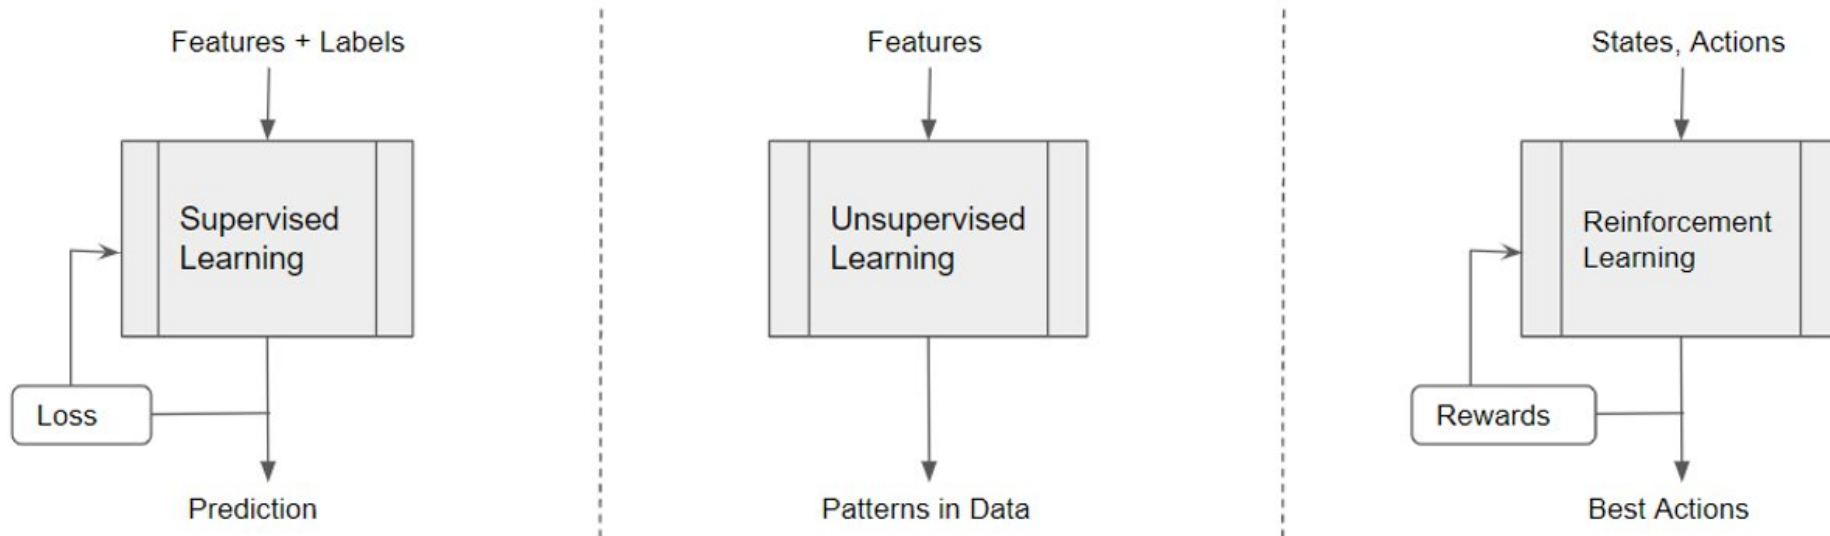 Features + Labels
Supervised
Learning
Loss
Prediction
Features
Unsupervised
Learning
Patterns in Data
States, Actions
Reinforcement
Learning
Rewards
Best Actions